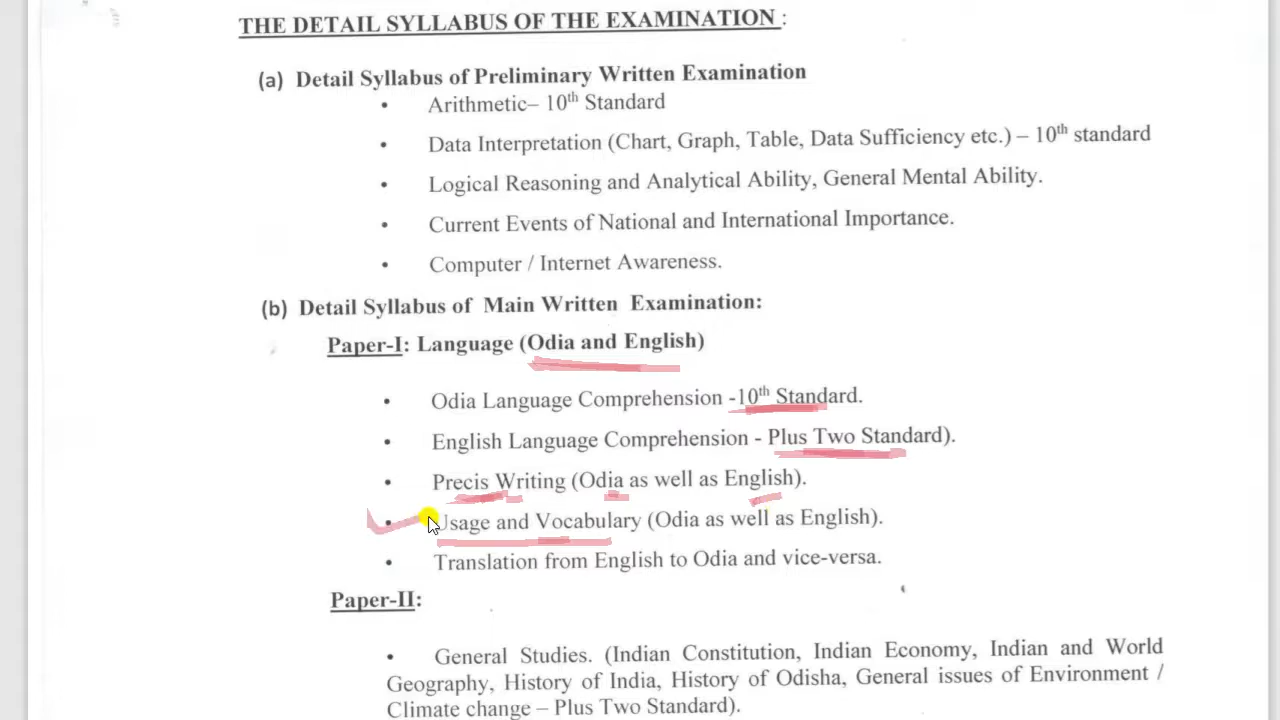 THE DETAIL SYLLABUS OF THE EXAMINATION :
(a) Detail Syllabus of Preliminary Written Examination
• Arithmetic– 10th Standard
• Data Interpretation (Chart, Graph, Table, Data Sufficiency etc.) – 10th standard
• Logical Reasoning and Analytical Ability, General Mental Ability.
• Current Events of National and International Importance.
• Computer / Internet Awareness.
(b) Detail Syllabus of Main Written Examination:
Paper-I: Language (Odia and English)
• Odia Language Comprehension -10th Standard.
• English Language Comprehension - Plus Two Standard).
• Precis Writing (Odia as well as English).
• Usage and Vocabulary (Odia as well as English).
• Translation from English to Odia and vice-versa.
Paper-II:
• General Studies. (Indian Constitution, Indian Economy, Indian and World
Geography, History of India, History of Odisha, General issues of Environment /
Climate change – Plus Two Standard).